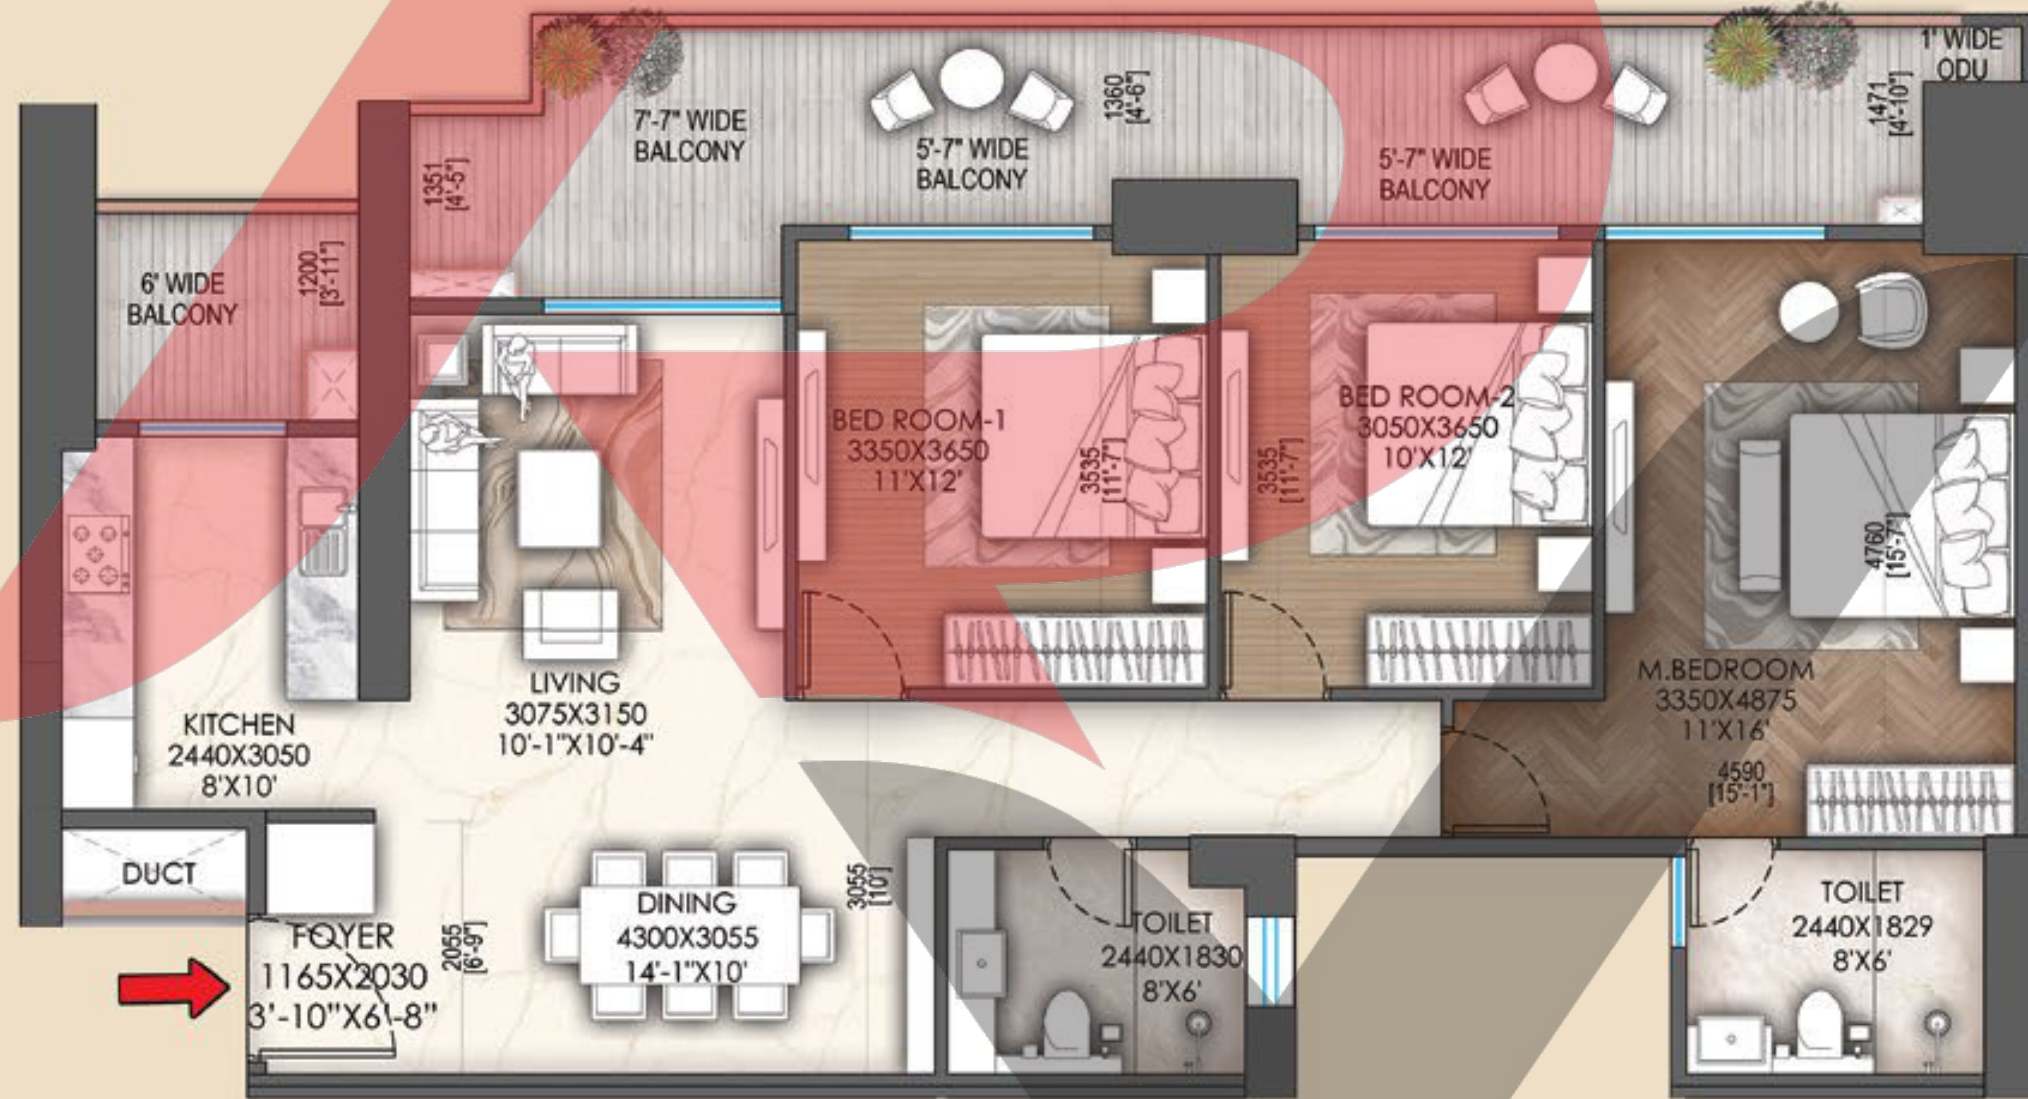 1' WIDE
ODU
1471
[4'-10"]
1360
[4'-6"]
7'-7" WIDE
BALCONY
5'-7" WIDE
BALCONY
5'-7" WIDE
BALCONY
1351
[4'-5"]
6' WIDE
BALCONY
1200
[3'-11"]
BED ROOM-1
3350X3650
11'X12'
3535
[11'-7"]
BED ROOM-2
3050X3650
10'X12'
3535
[11'-7"]
4760
[15'-7"]
M.BEDROOM
3350X4875
11'X16'
4590
[15'-1"]
LIVING
3075X3150
10'-1"X10'-4"
KITCHEN
2440X3050
8'X10'
DUCT
FOYER
1165X2030
3'-10"X6'-8"
2055
[6'-9"]
DINING
4300X3055
14'-1"X10'
3055
[10']
TOILET
2440X1830
8'X6'
TOILET
2440X1829
8'X6'